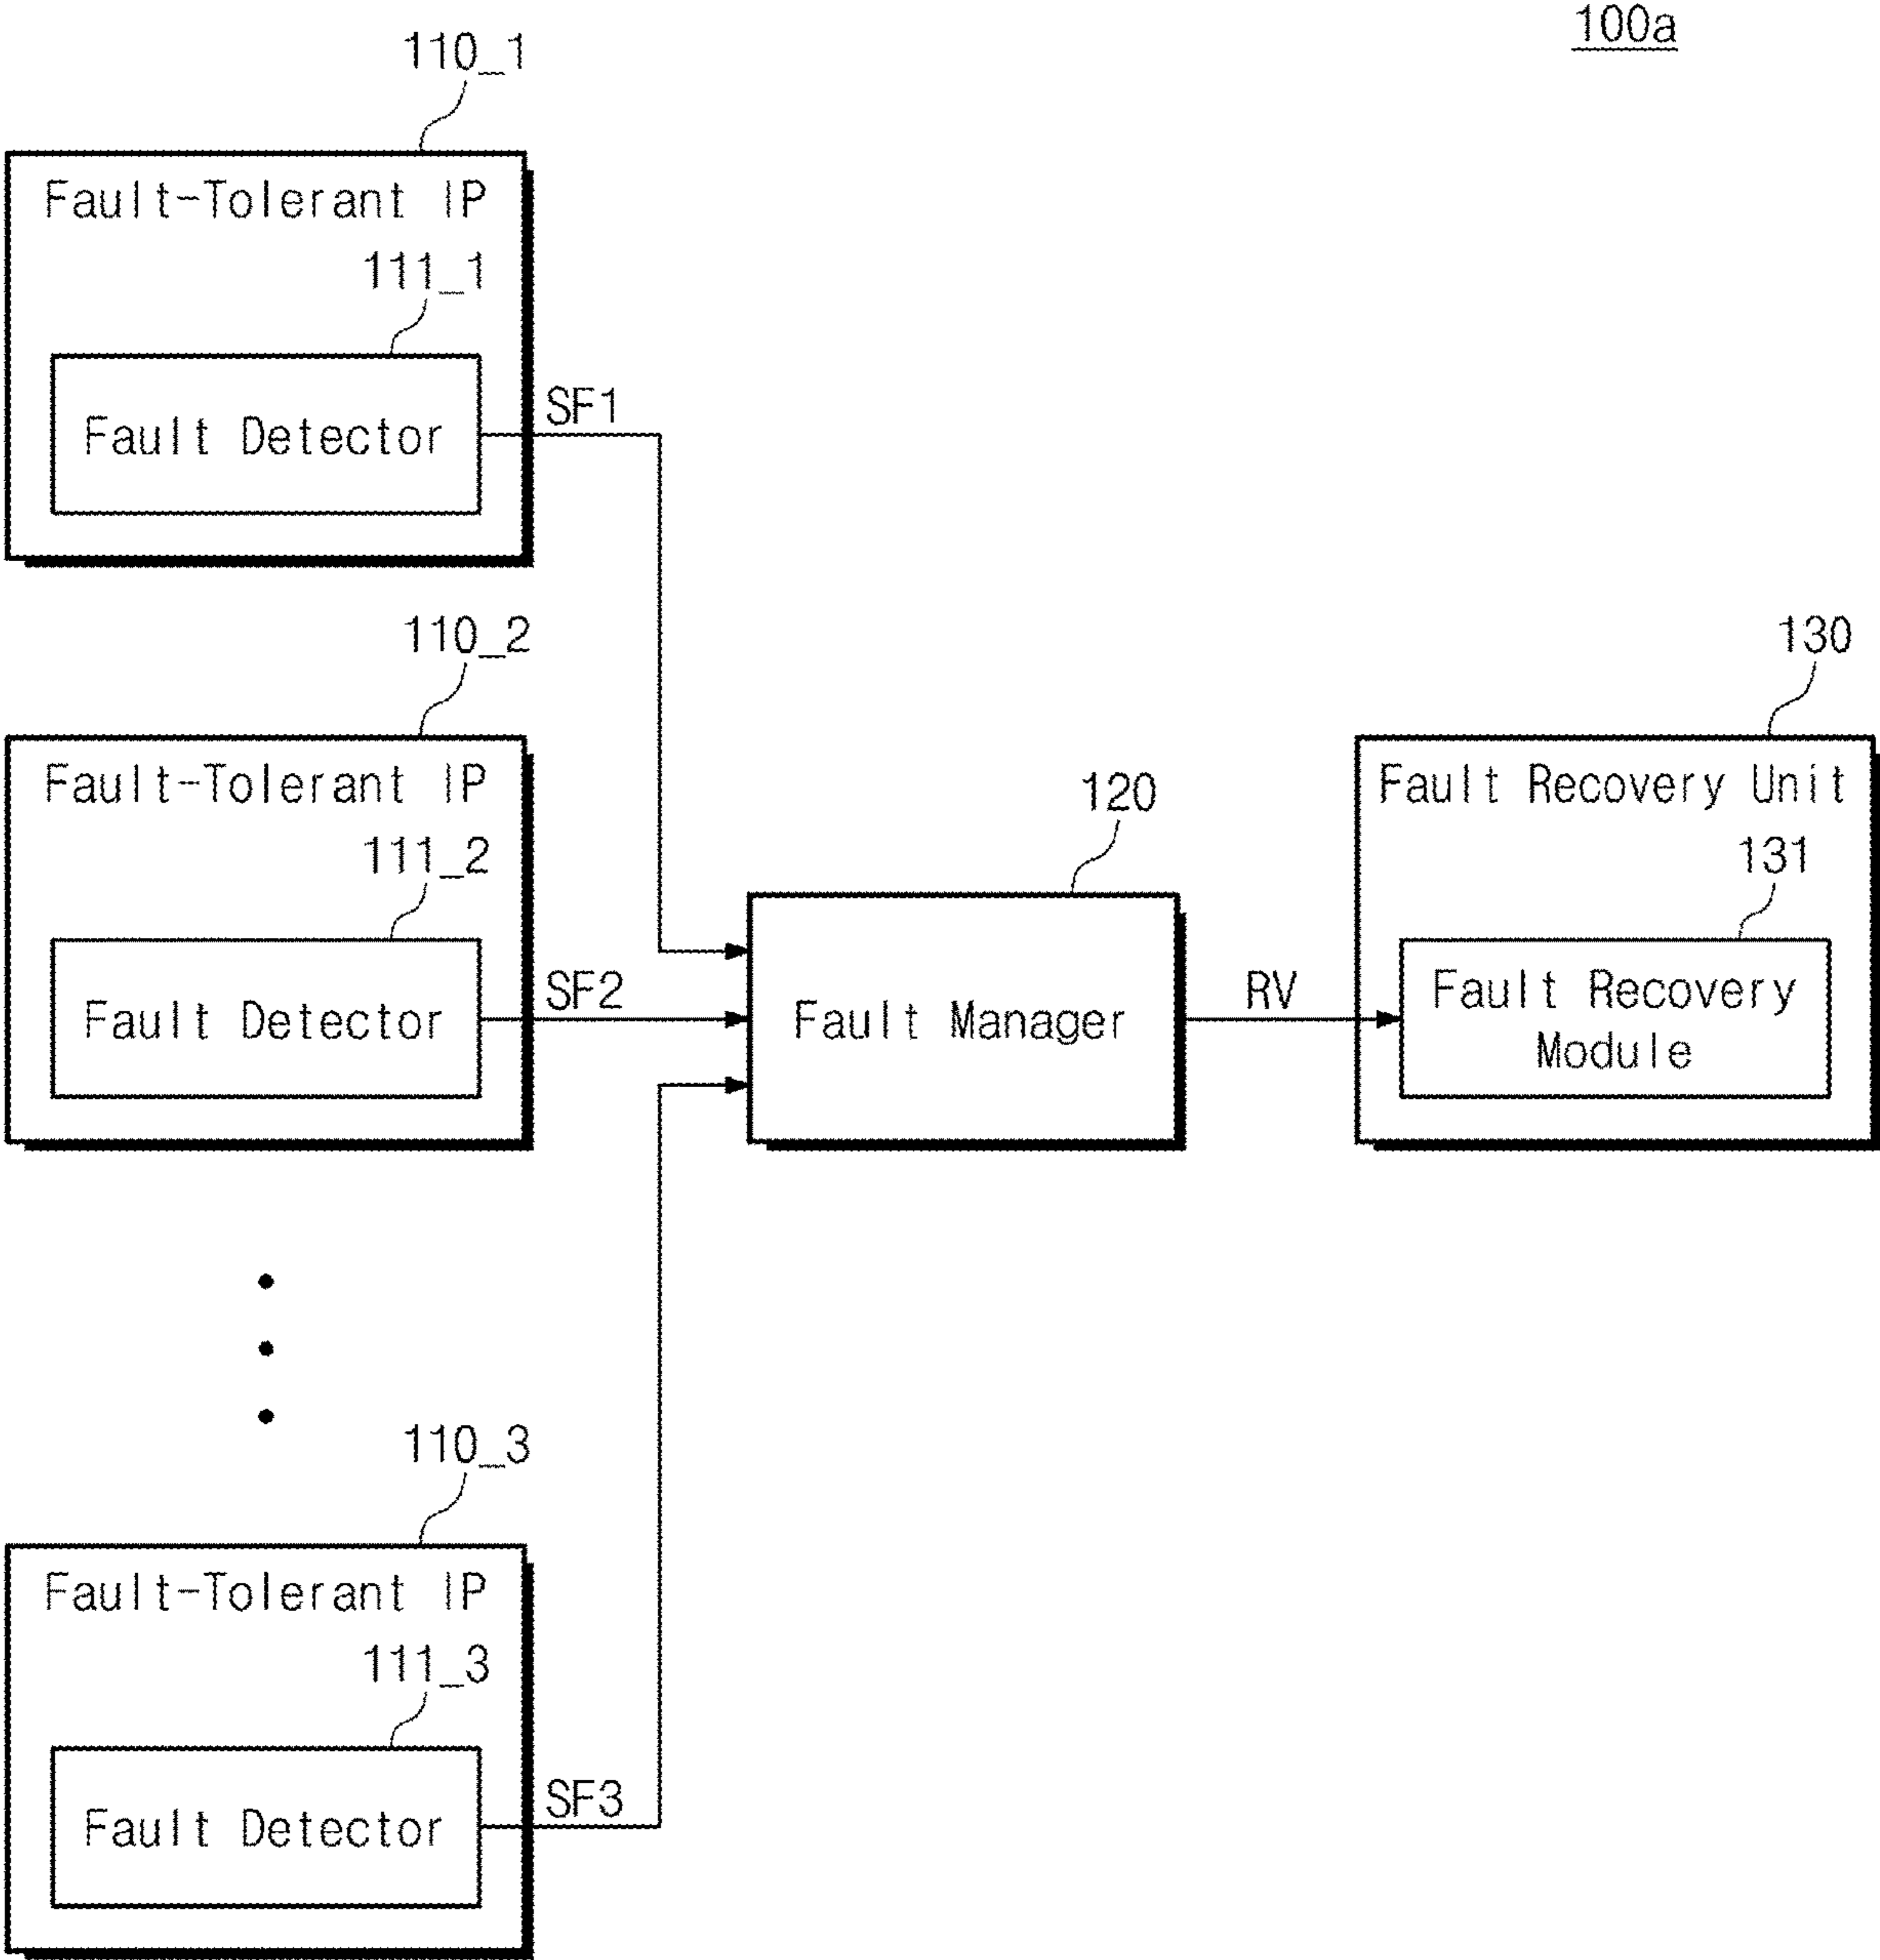 100a
110_1
Fault-Tolerant IP
111_1
Fault Detector
SF1
110_2
Fault-Tolerant IP
111_2
Fault Detector
SF2
120
Fault Manager
RV
130
Fault Recovery Unit
131
Fault Recovery
Module
110_3
Fault-Tolerant IP
111_3
Fault Detector
SF3